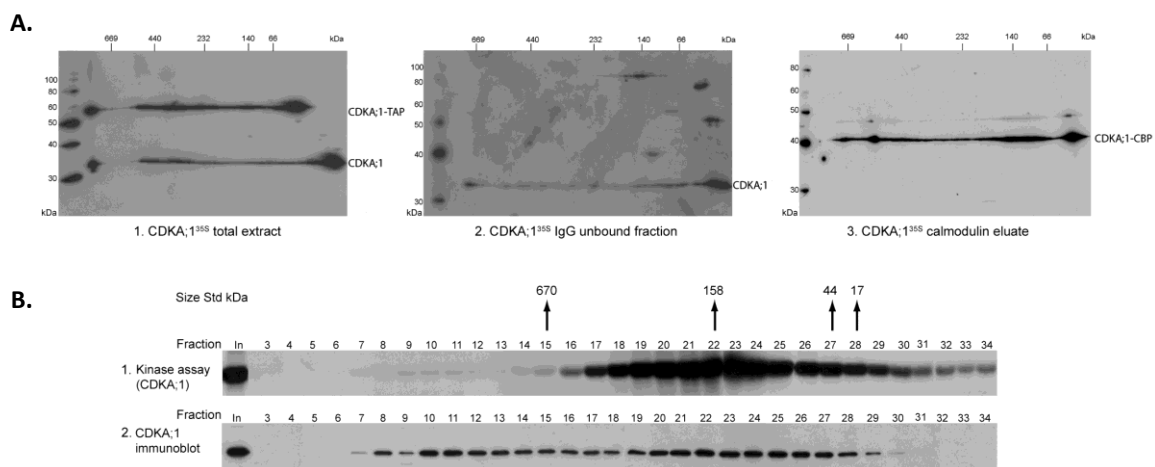 A.
669 440 232 140 66 kDa
100
80
60
50
40
30
kDa
CDKA;1-TAP
CDKA;1
1. CDKA;1³⁵ˢ total extract
669 440 232 140 66 kDa
100
80
60
50
40
30
kDa
CDKA;1
2. CDKA;1³⁵ˢ IgG unbound fraction
669 440 232 140 66 kDa
80
60
50
40
30
kDa
CDKA;1-CBP
3. CDKA;1³⁵ˢ calmodulin eluate
B.
Size Std kDa 670 158 44 17
Fraction In 3 4 5 6 7 8 9 10 11 12 13 14 15 16 17 18 19 20 21 22 23 24 25 26 27 28 29 30 31 32 33 34
1. Kinase assay
(CDKA;1)
Fraction In 3 4 5 6 7 8 9 10 11 12 13 14 15 16 17 18 19 20 21 22 23 24 25 26 27 28 29 30 31 32 33 34
2. CDKA;1
immunoblot